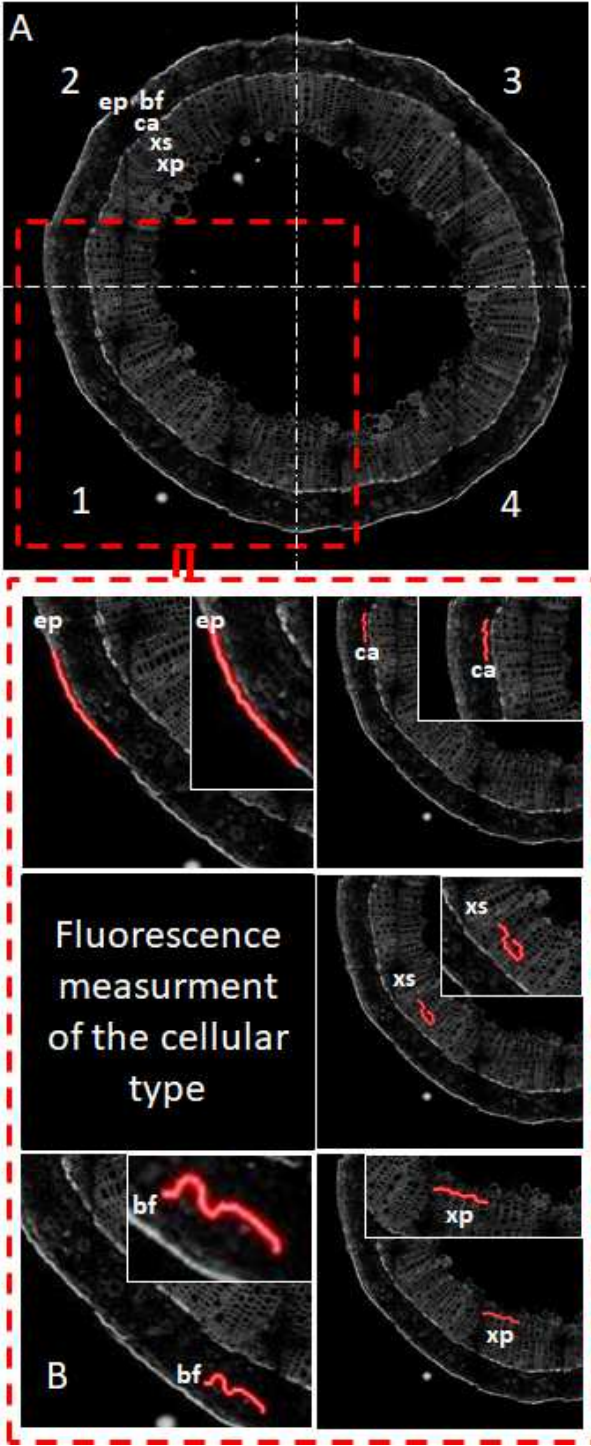 A
2
3
ep bf
ca
xs
xp
1
4
ep
ep
ca
ca
Fluorescence
measurment
of the cellular
type
xs
xs
bf
xp
xp
B
bf